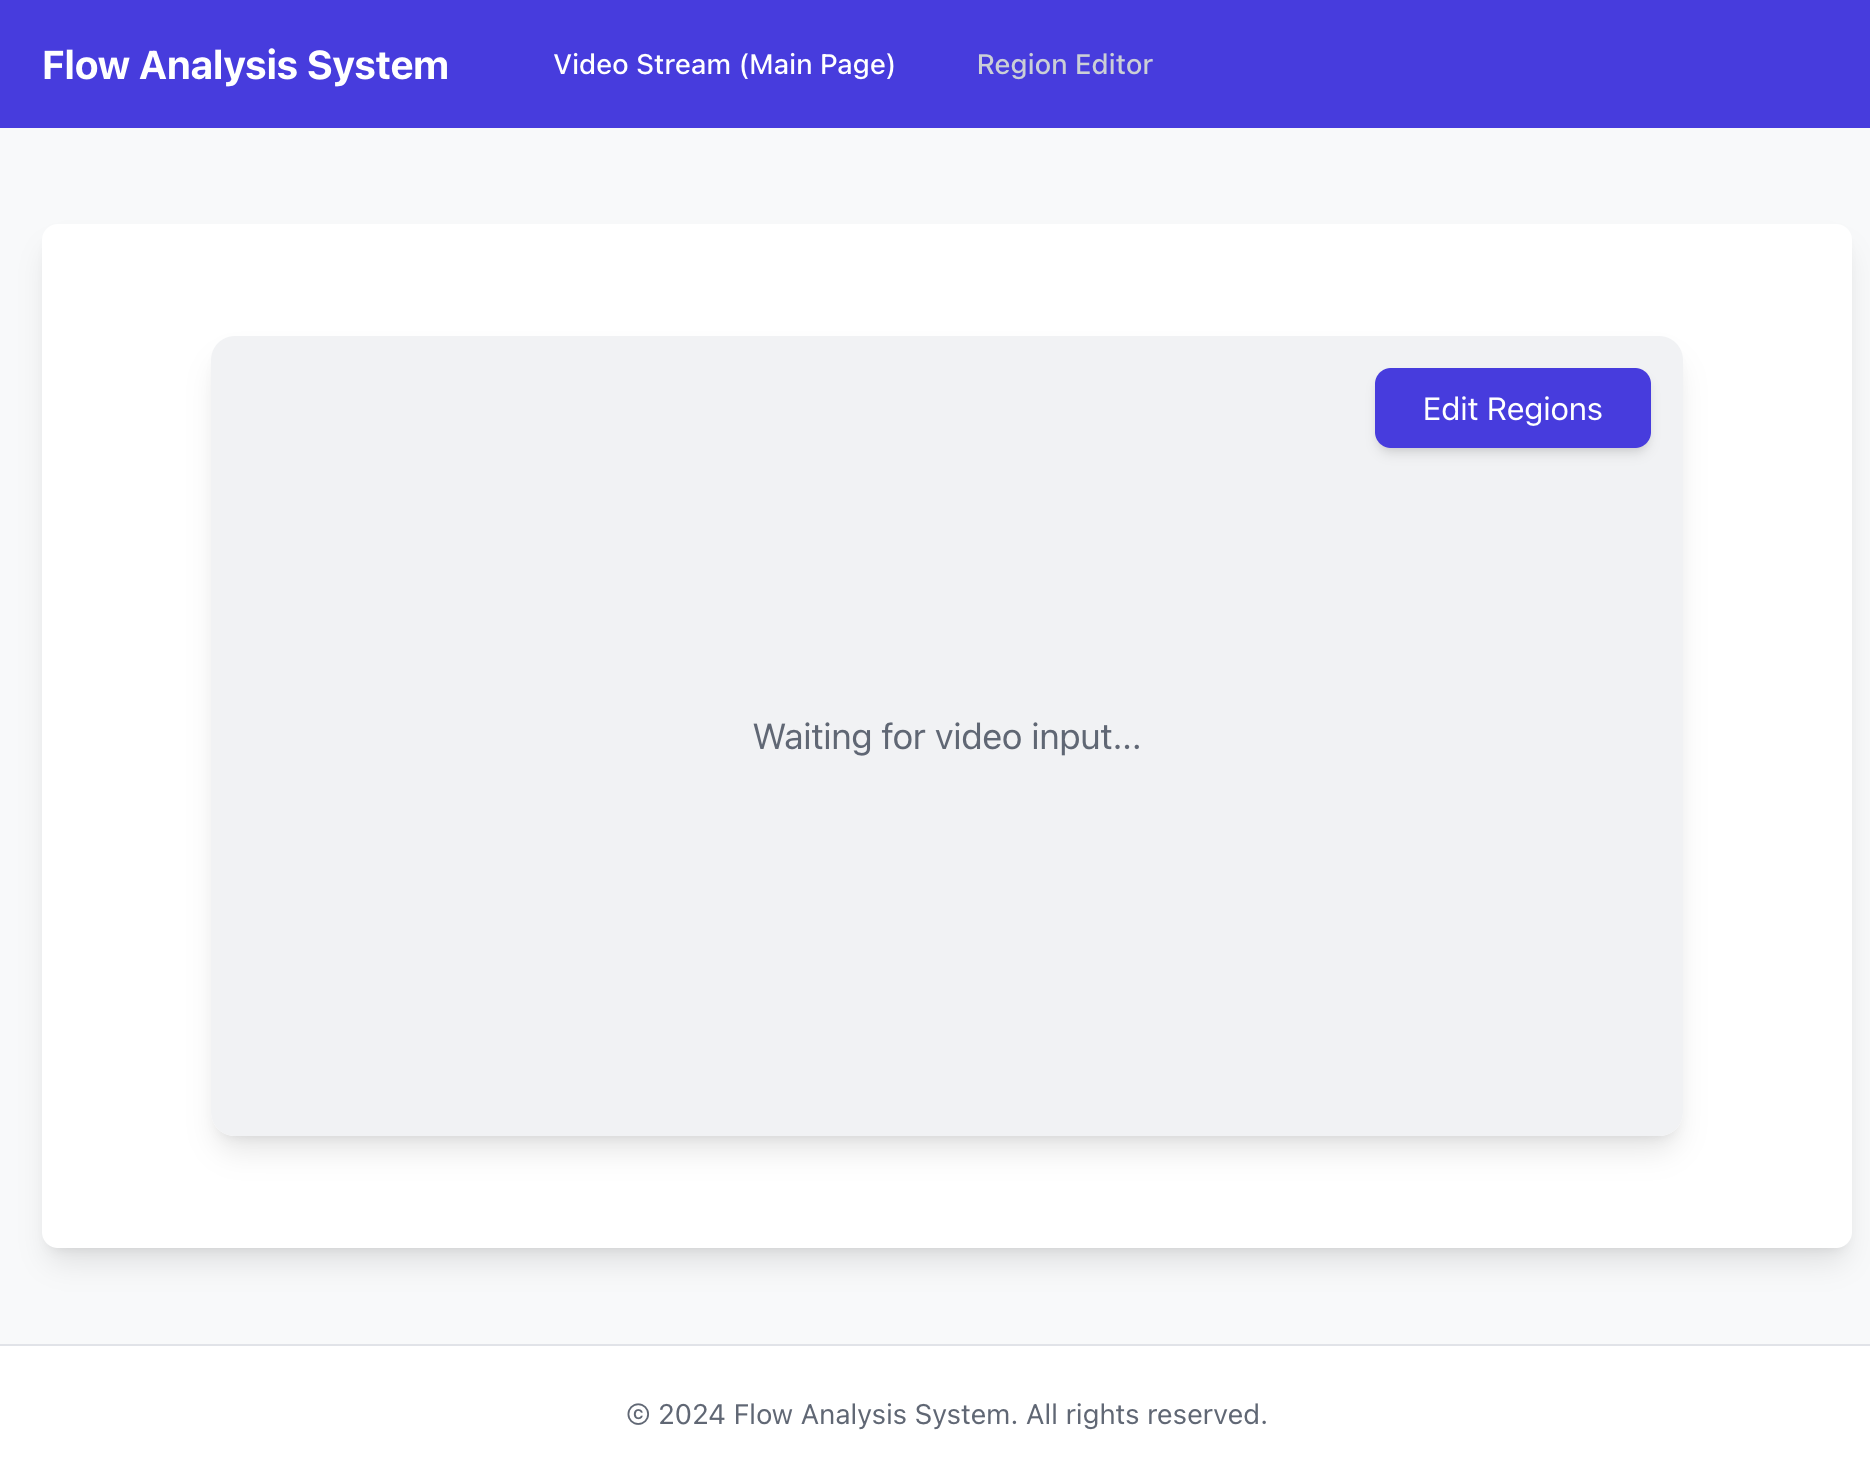 Flow Analysis System
Video Stream (Main Page)
Region Editor
Edit Regions
Waiting for video input...
© 2024 Flow Analysis System. All rights reserved.